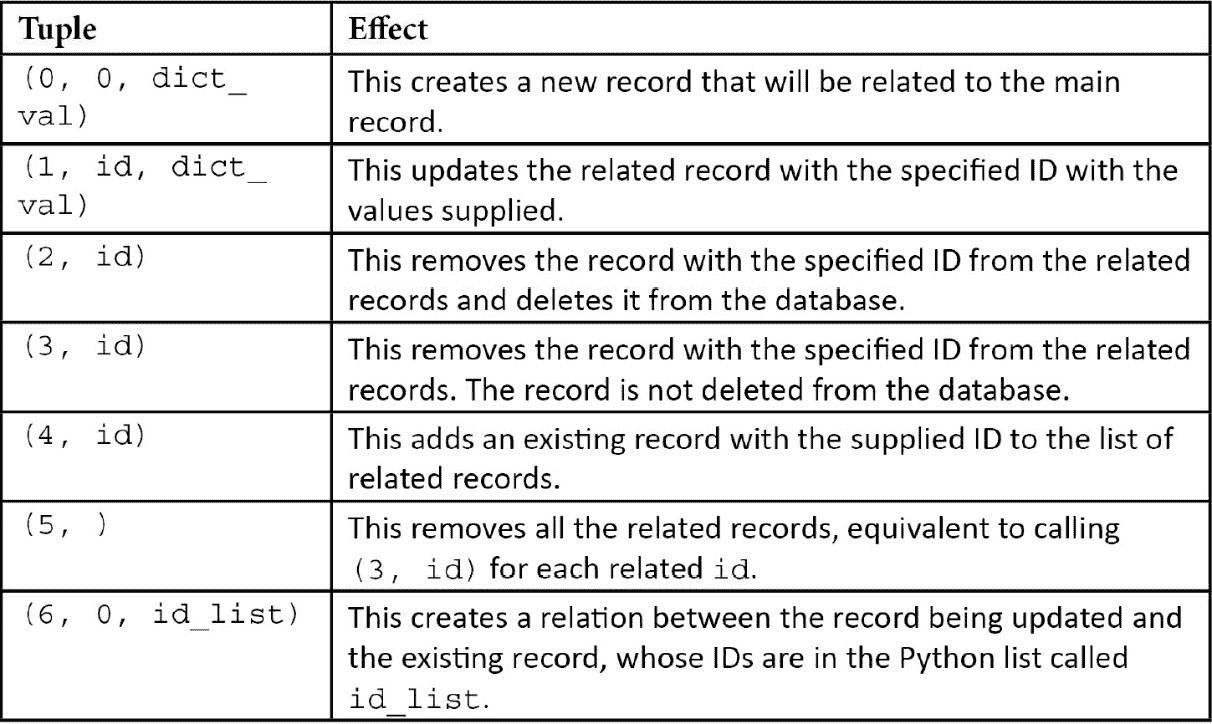 Tuple
Effect
(0, 0, dict_
val)
This creates a new record that will be related to the main
record.
(1, id, dict_
val)
This updates the related record with the specified ID with the
values supplied.
(2, id)
This removes the record with the specified ID from the related
records and deletes it from the database.
(3, id)
This removes the record with the specified ID from the related
records. The record is not deleted from the database.
(4, id)
This adds an existing record with the supplied ID to the list of
related records.
(5, )
This removes all the related records, equivalent to calling
(3, id) for each related id.
(6, 0, id_list)
This creates a relation between the record being updated and
the existing record, whose IDs are in the Python list called
id_list.